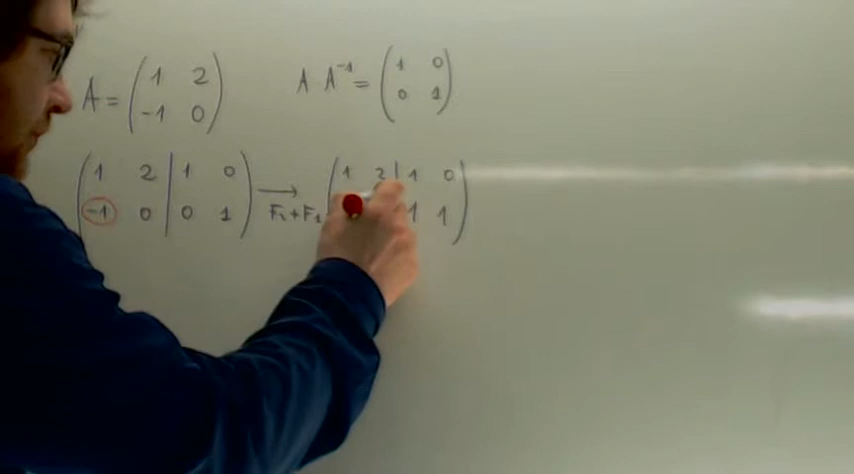 A = ( 1 2 -1 0 ) A · A⁻¹ = ( 1 0 0 1 )
( 1 2 | 1 0 ) → ( 1 2 | 1 0 )
( -1 0 | 0 1 ) F₂+F₁ 1 1 )